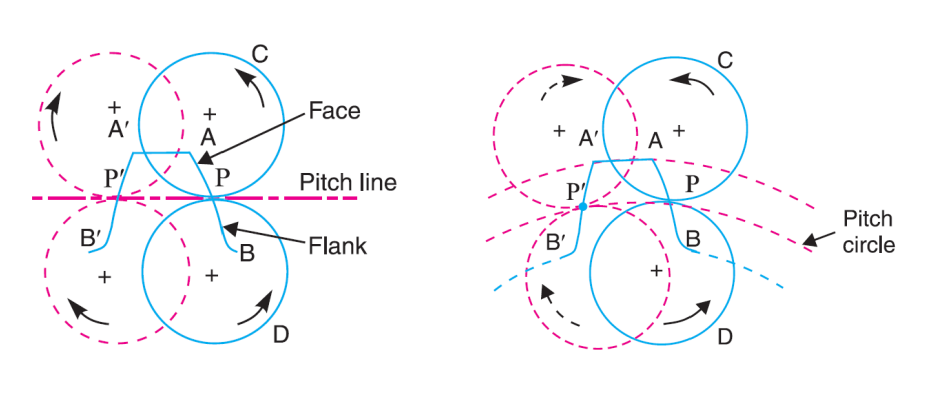 C
A′
A
Face
P′
P
Pitch line
B′
B
Flank
D
C
A′
A
P′
P
Pitch
circle
B′
B
D